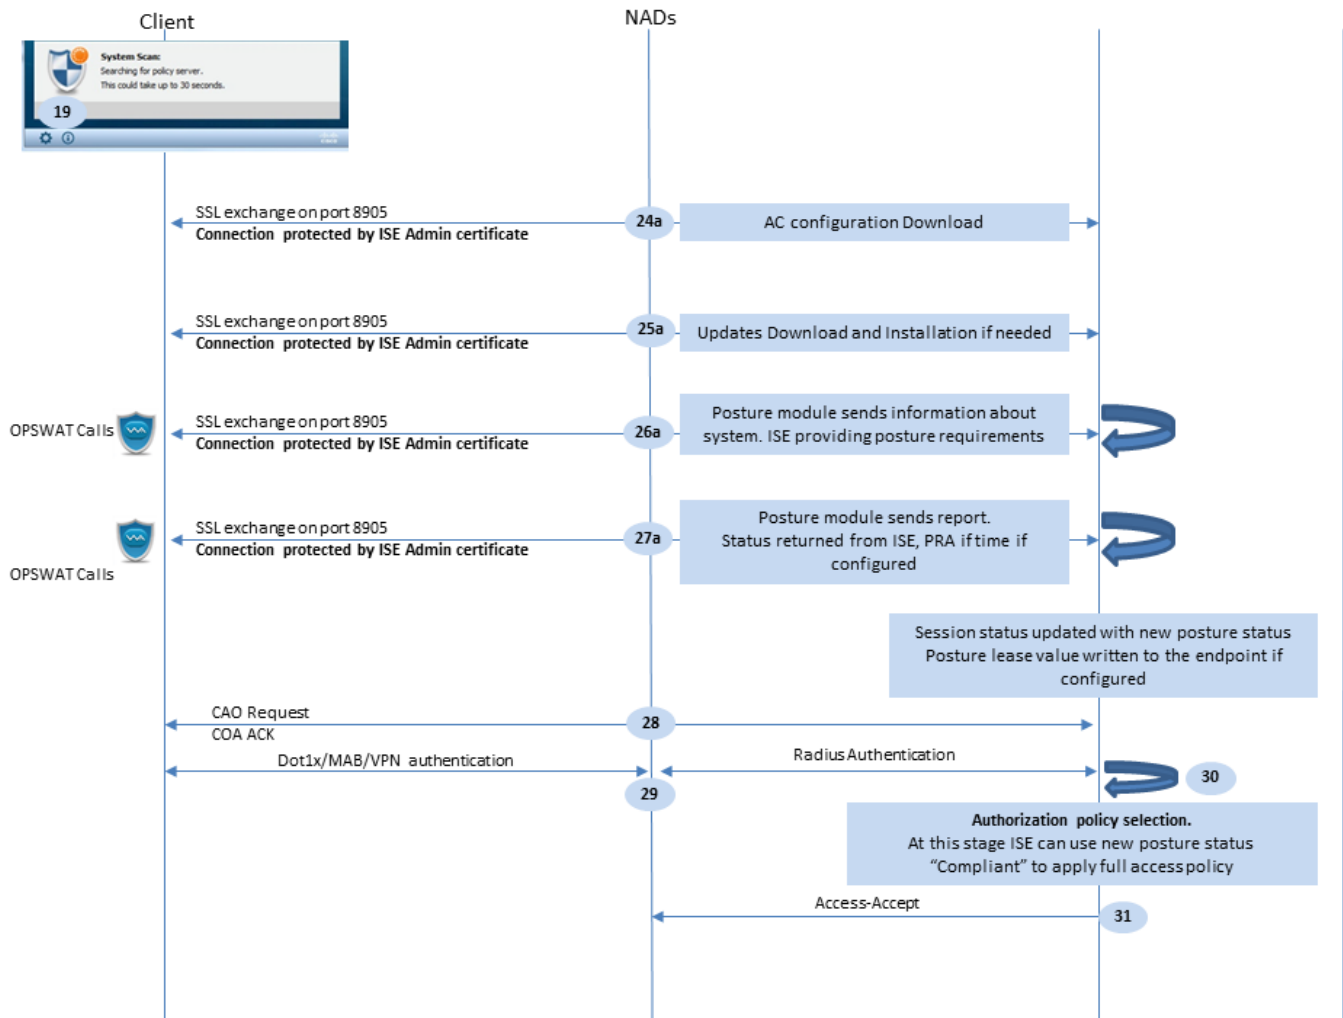 Client
NADs
System Scan:
Searching for policy server.
This could take up to 30 seconds.
19
SSL exchange on port 8905
Connection protected by ISE Admin certificate
24a
AC configuration Download
SSL exchange on port 8905
Connection protected by ISE Admin certificate
25a
Updates Download and Installation if needed
OPSWAT Calls
SSL exchange on port 8905
Connection protected by ISE Admin certificate
26a
Posture module sends information about
system. ISE providing posture requirements
OPSWAT Calls
SSL exchange on port 8905
Connection protected by ISE Admin certificate
27a
Posture module sends report.
Status returned from ISE, PRA if time if
configured
Session status updated with new posture status
Posture lease value written to the endpoint if
configured
CAO Request
COA ACK
28
Dot1x/MAB/VPN authentication
Radius Authentication
29
30
Authorization policy selection.
At this stage ISE can use new posture status
“Compliant” to apply full access policy
Access-Accept
31